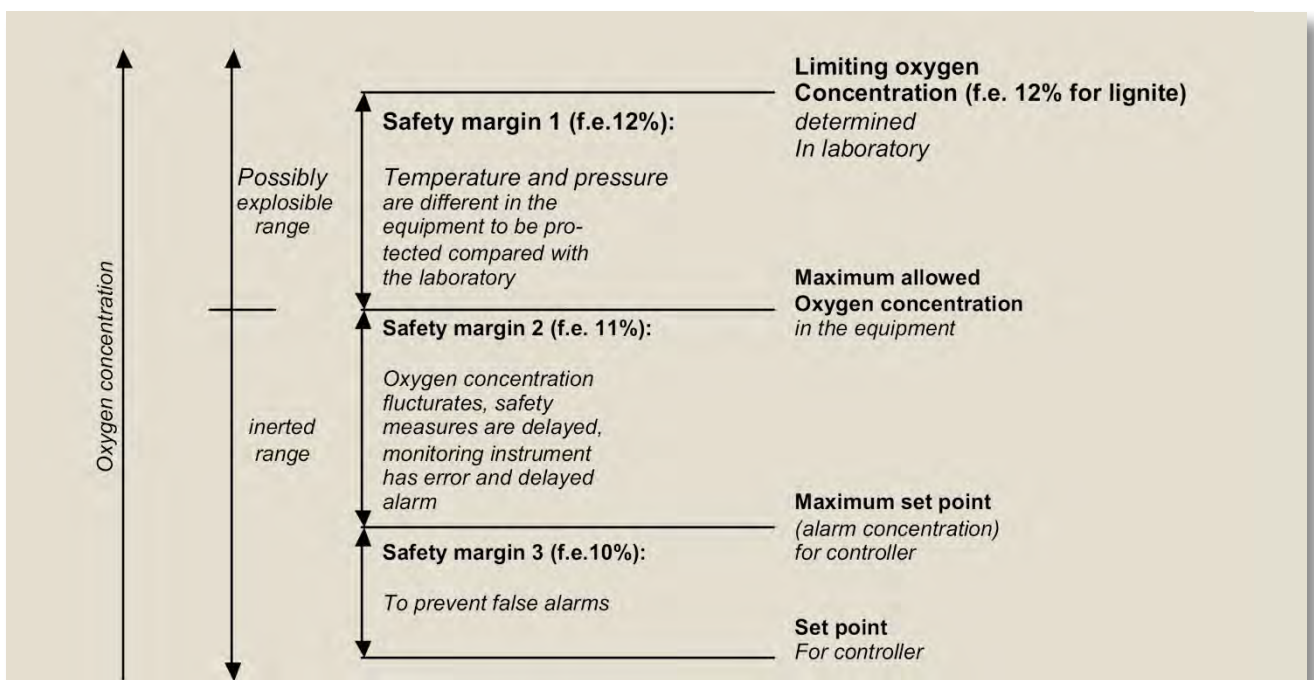 Oxygen concentration
Possibly
explosible
range
inerted
range
Safety margin 1 (f.e.12%):
Temperature and pressure
are different in the
equipment to be pro-
tected compared with
the laboratory
Safety margin 2 (f.e. 11%):
Oxygen concentration
flucturates, safety
measures are delayed,
monitoring instrument
has error and delayed
alarm
Safety margin 3 (f.e.10%):
To prevent false alarms
Limiting oxygen
Concentration (f.e. 12% for lignite)
determined
In laboratory
Maximum allowed
Oxygen concentration
in the equipment
Maximum set point
(alarm concentration)
for controller
Set point
For controller